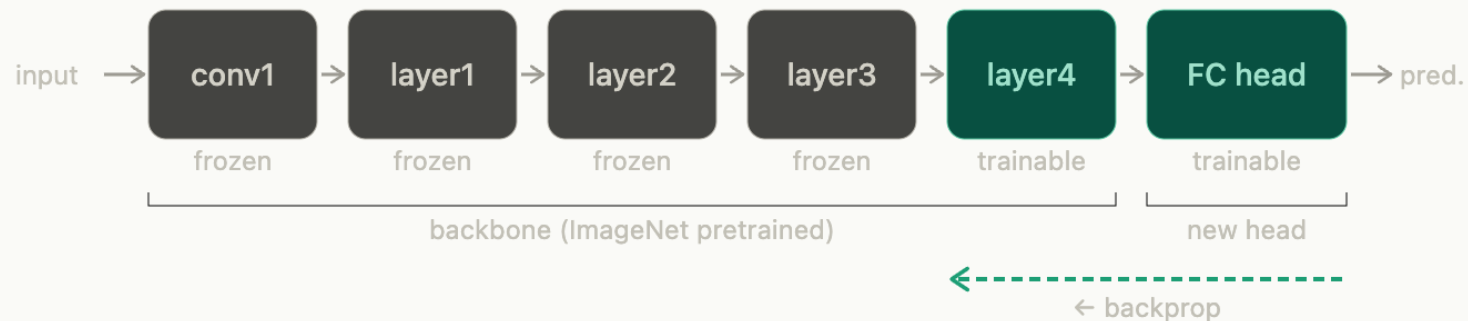 input
conv1
layer1
layer2
layer3
layer4
FC head
pred.
frozen
frozen
frozen
frozen
trainable
trainable
backbone (ImageNet pretrained)
new head
← backprop